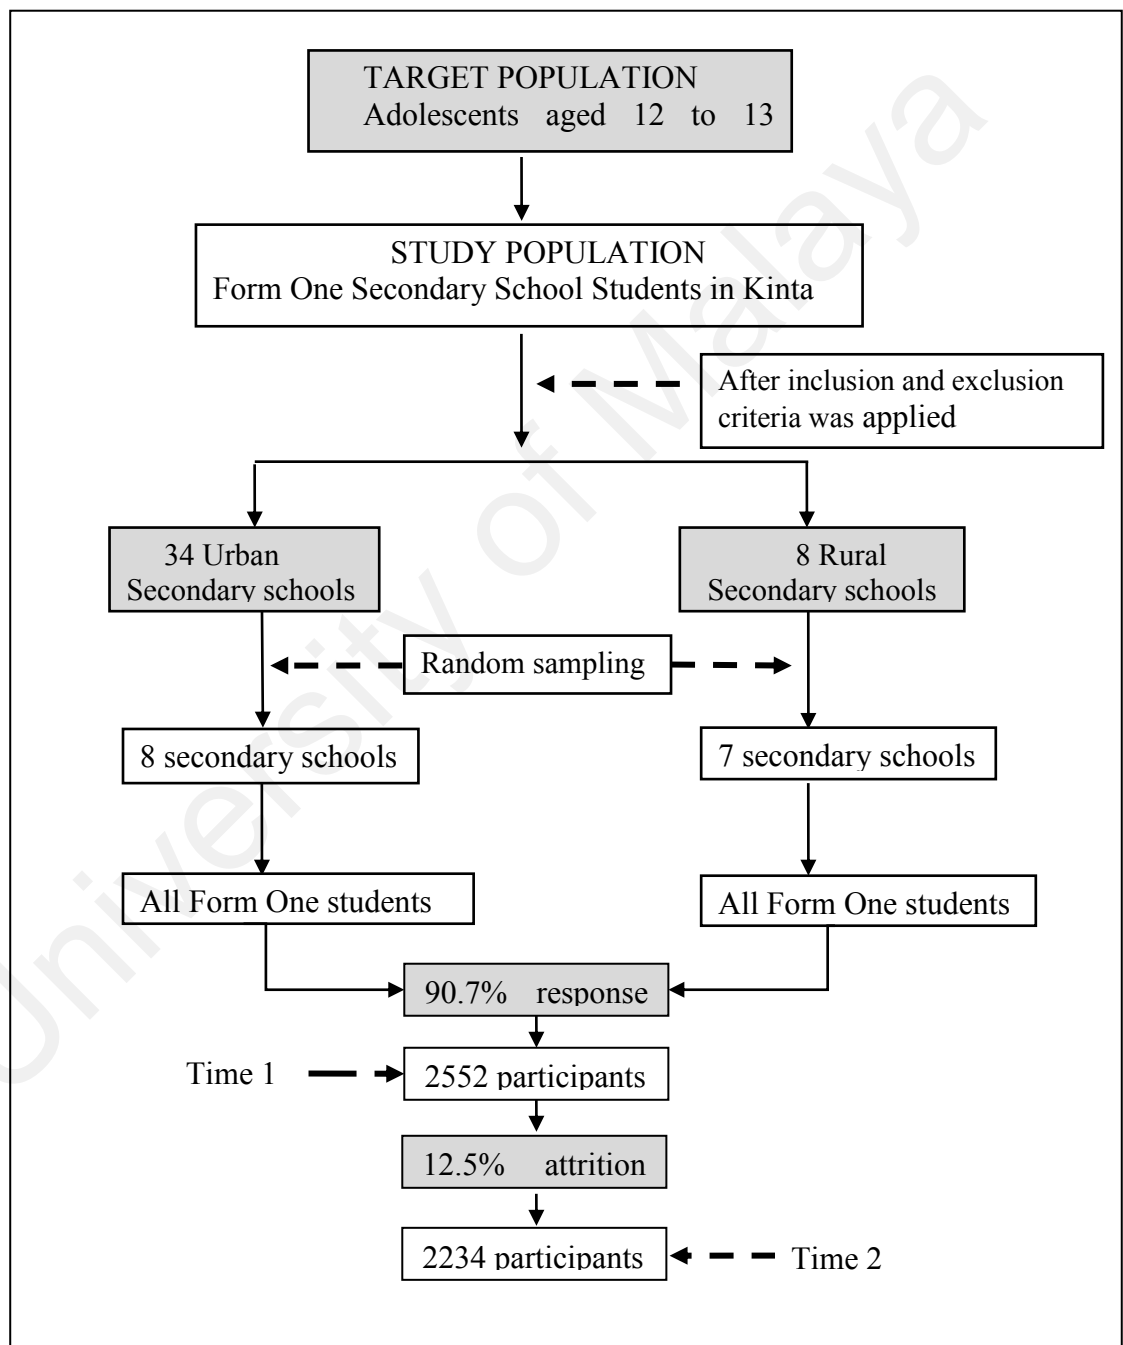 TARGET POPULATION
Adolescents aged 12 to 13
STUDY POPULATION
Form One Secondary School Students in Kinta
After inclusion and exclusion
criteria was applied
34 Urban
Secondary schools
8 Rural
Secondary schools
Random sampling
8 secondary schools
7 secondary schools
All Form One students
All Form One students
90.7% response
Time 1
2552 participants
12.5% attrition
2234 participants
Time 2
University of Malaya